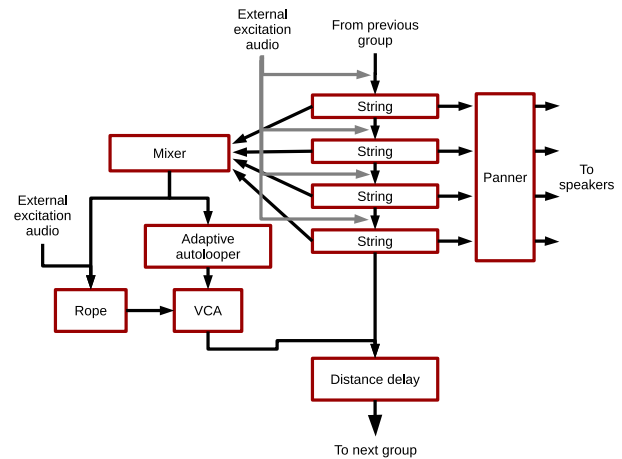 External
excitation
audio
From previous
group
String
String
String
String
Panner
To
speakers
Mixer
External
excitation
audio
Adaptive
autolooper
Rope
VCA
Distance delay
To next group